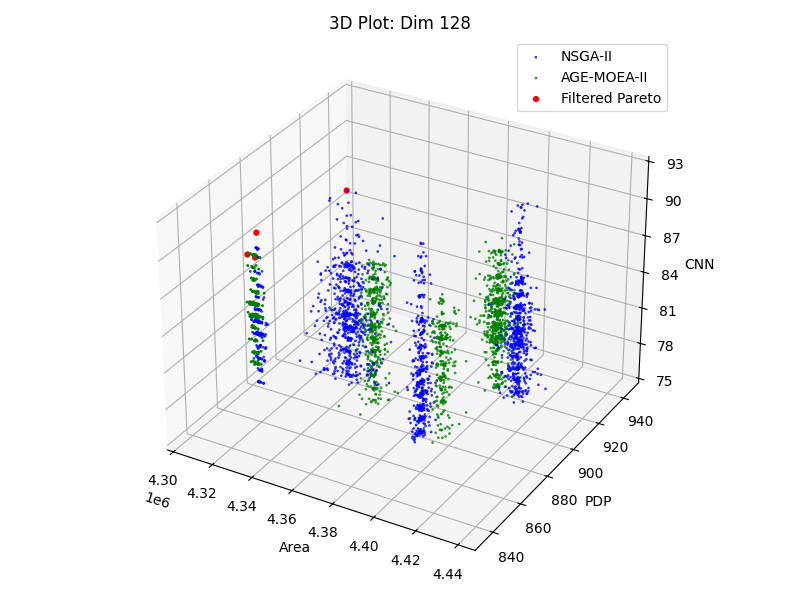 3D Plot: Dim 128
NSGA-II
AGE-MOEA-II
Filtered Pareto
93
90
87
84
81
78
75
CNN
940
920
900
880
860
840
PDP
4.30
4.32
4.34
4.36
4.38
4.40
4.42
4.44
1e6
Area